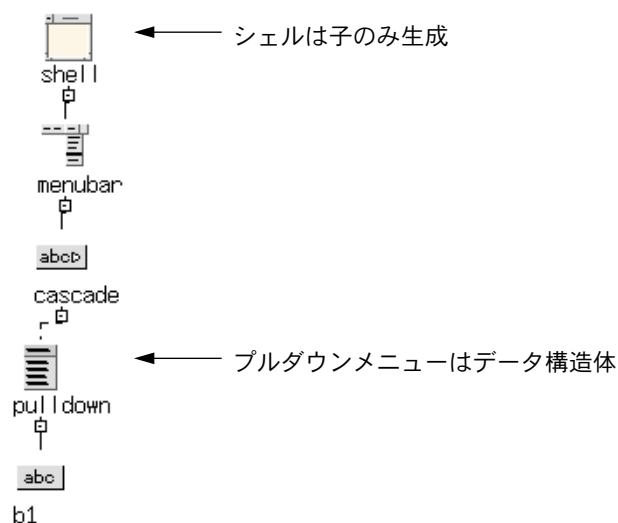 シェルは子のみ生成
shell
menubar
abc
cascade
プルダウンメニューはデータ構造体
pulldown
abc
b1